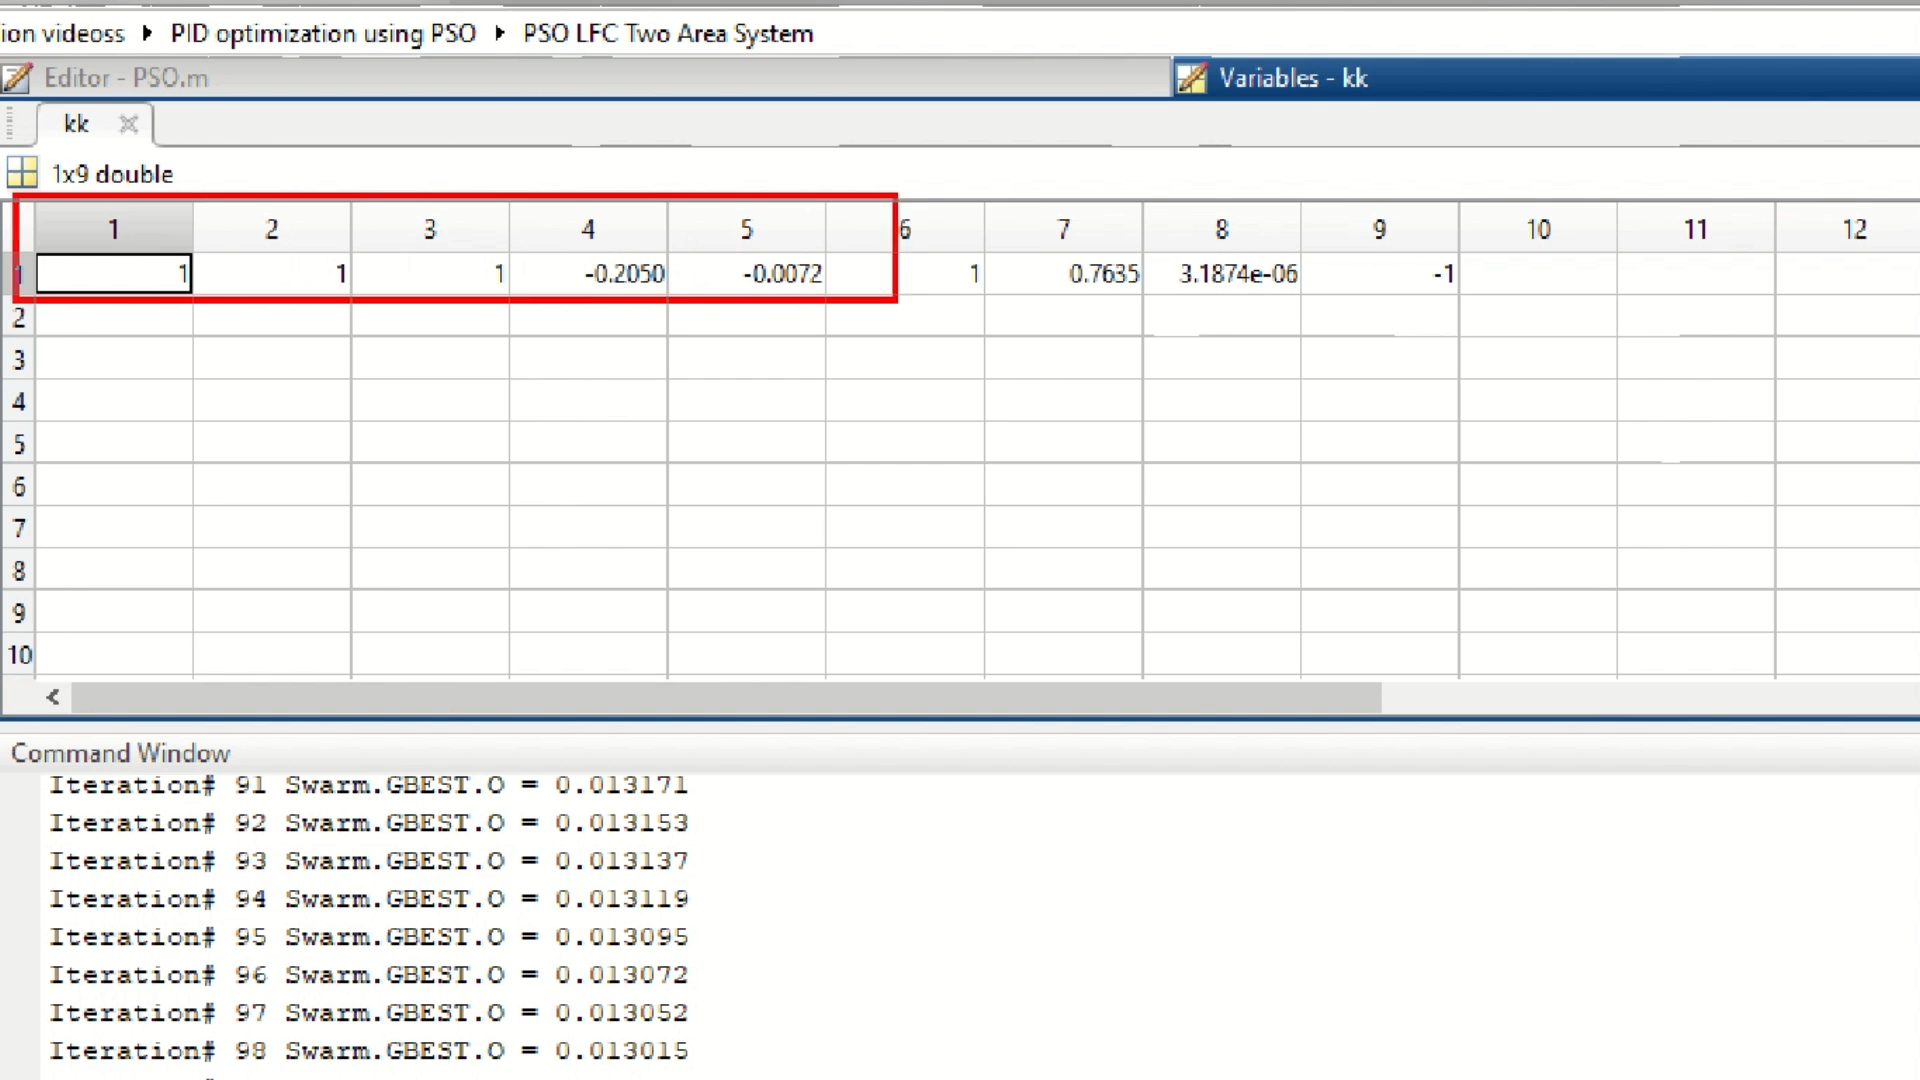 ion videoss ▸ PID optimization using PSO ▸ PSO LFC Two Area System
Editor - PSO.m
Variables - kk
kk
1x9 double
1 2 3 4 5 6 7 8 9 10 11 12
1 1 1 1 -0.2050 -0.0072 1 0.7635 3.1874e-06 -1
2
3
4
5
6
7
8
9
10
Command Window
Iteration# 91 Swarm.GBEST.O = 0.013171
Iteration# 92 Swarm.GBEST.O = 0.013153
Iteration# 93 Swarm.GBEST.O = 0.013137
Iteration# 94 Swarm.GBEST.O = 0.013119
Iteration# 95 Swarm.GBEST.O = 0.013095
Iteration# 96 Swarm.GBEST.O = 0.013072
Iteration# 97 Swarm.GBEST.O = 0.013052
Iteration# 98 Swarm.GBEST.O = 0.013015